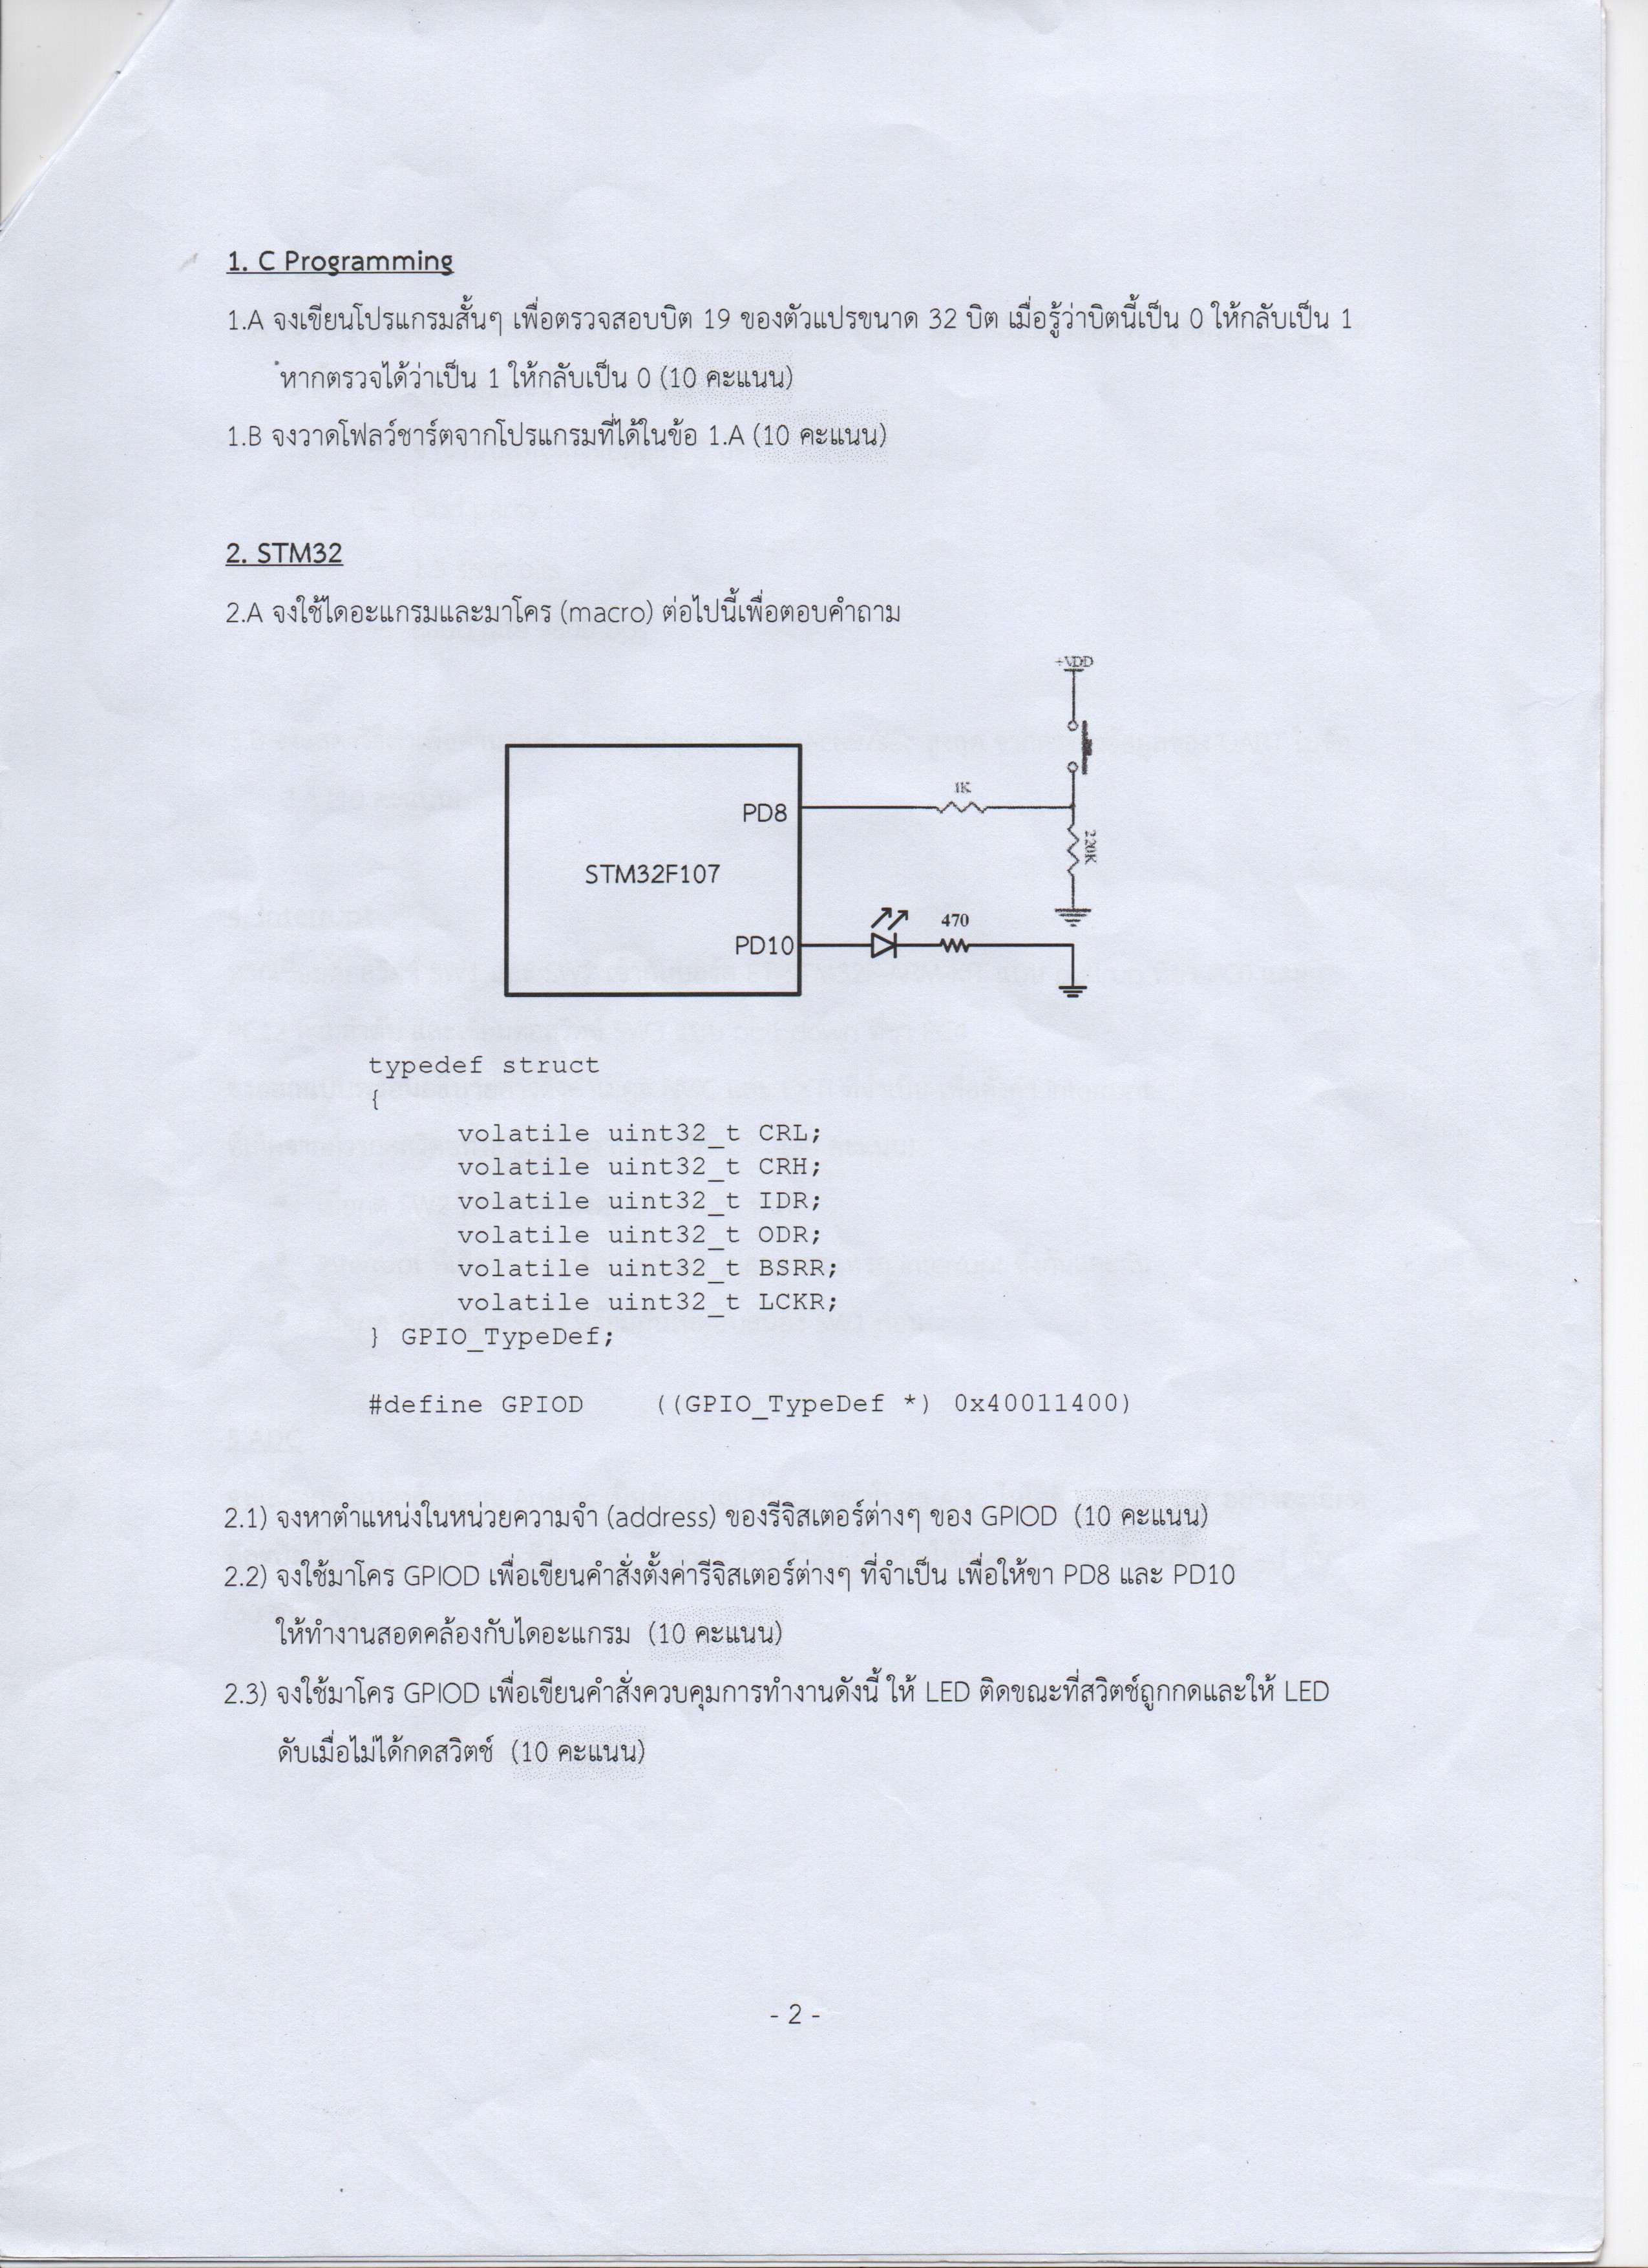 1. C Programming
1.A จงเขียนโปรแกรมสั้นๆ เพื่อตรวจสอบบิต 19 ของตัวแปรขนาด 32 บิต เมื่อรู้ว่าบิตนี้เป็น 0 ให้กลับเป็น 1
หากตรวจได้ว่าเป็น 1 ให้กลับเป็น 0 (10 คะแนน)
1.B จงวาดโฟลว์ชาร์ตจากโปรแกรมที่ได้ในข้อ 1.A (10 คะแนน)
2. STM32
2.A จงใช้ไดอะแกรมและมาโคร (macro) ต่อไปนี้เพื่อตอบคำถาม
+VDD
1K
PD8
220K
STM32F107
470
PD10
typedef struct
{
volatile uint32_t CRL;
volatile uint32_t CRH;
volatile uint32_t IDR;
volatile uint32_t ODR;
volatile uint32_t BSRR;
volatile uint32_t LCKR;
} GPIO_TypeDef;
#define GPIOD ((GPIO_TypeDef *) 0x40011400)
2.1) จงหาตำแหน่งในหน่วยความจำ (address) ของรีจิสเตอร์ต่างๆ ของ GPIOD (10 คะแนน)
2.2) จงใช้มาโคร GPIOD เพื่อเขียนคำสั่งตั้งค่ารีจิสเตอร์ต่างๆ ที่จำเป็น เพื่อให้ขา PD8 และ PD10
ให้ทำงานสอดคล้องกับไดอะแกรม (10 คะแนน)
2.3) จงใช้มาโคร GPIOD เพื่อเขียนคำสั่งควบคุมการทำงานดังนี้ ให้ LED ติดขณะที่สวิตช์ถูกกดและให้ LED
ดับเมื่อไม่ได้กดสวิตช์ (10 คะแนน)
- 2 -